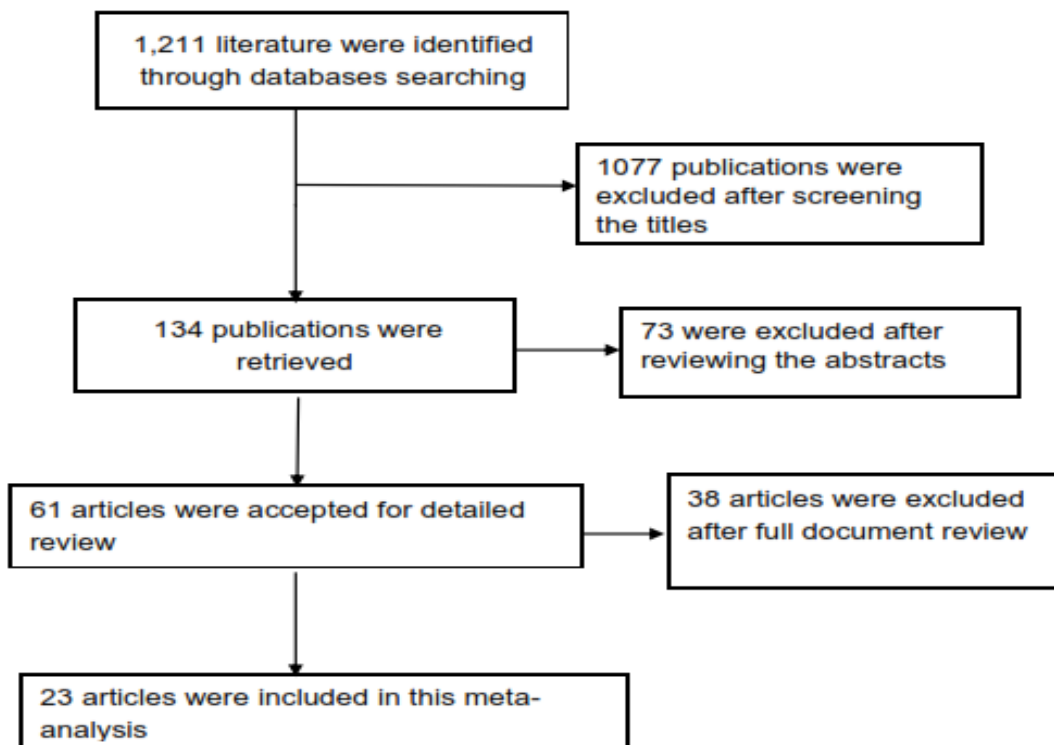 1,211 literature were identified
through databases searching
1077 publications were
excluded after screening
the titles
134 publications were
retrieved
73 were excluded after
reviewing the abstracts
61 articles were accepted for detailed
review
38 articles were excluded
after full document review
23 articles were included in this meta-
analysis